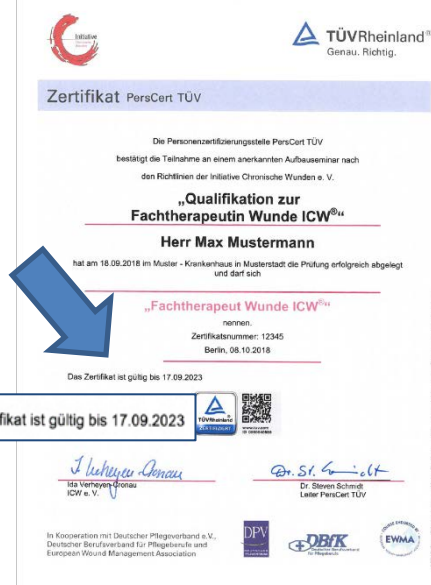 Initiative
TÜVRheinland®
Genau. Richtig.
Zertifikat PersCert TÜV
Die Personenzertifizierungsstelle PersCert TÜV
bestätigt die Teilnahme an einem anerkannten Aufbauseminar nach
den Richtlinien der Initiative Chronische Wunden e. V.
„Qualifikation zur
Fachtherapeutin Wunde ICW®“
Herr Max Mustermann
hat am 18.09.2018 im Muster - Krankenhaus in Musterstadt die Prüfung erfolgreich abgelegt
und darf sich
„Fachtherapeut Wunde ICW®“
nennen.
Zertifikatsnummer: 12345
Berlin, 08.10.2018
Das Zertifikat ist gültig bis 17.09.2023
fikat ist gültig bis 17.09.2023
TÜVRheinland
ZERTIFIZIERT
Ida Verheyen-Cronau
ICW e. V.
Dr. Steven Schmidt
Leiter PersCert TÜV
In Kooperation mit Deutscher Pflegeverband e.V.,
Deutscher Berufsverband für Pflegeberufe und
European Wound Management Association
DPV
DBfK
EWMA